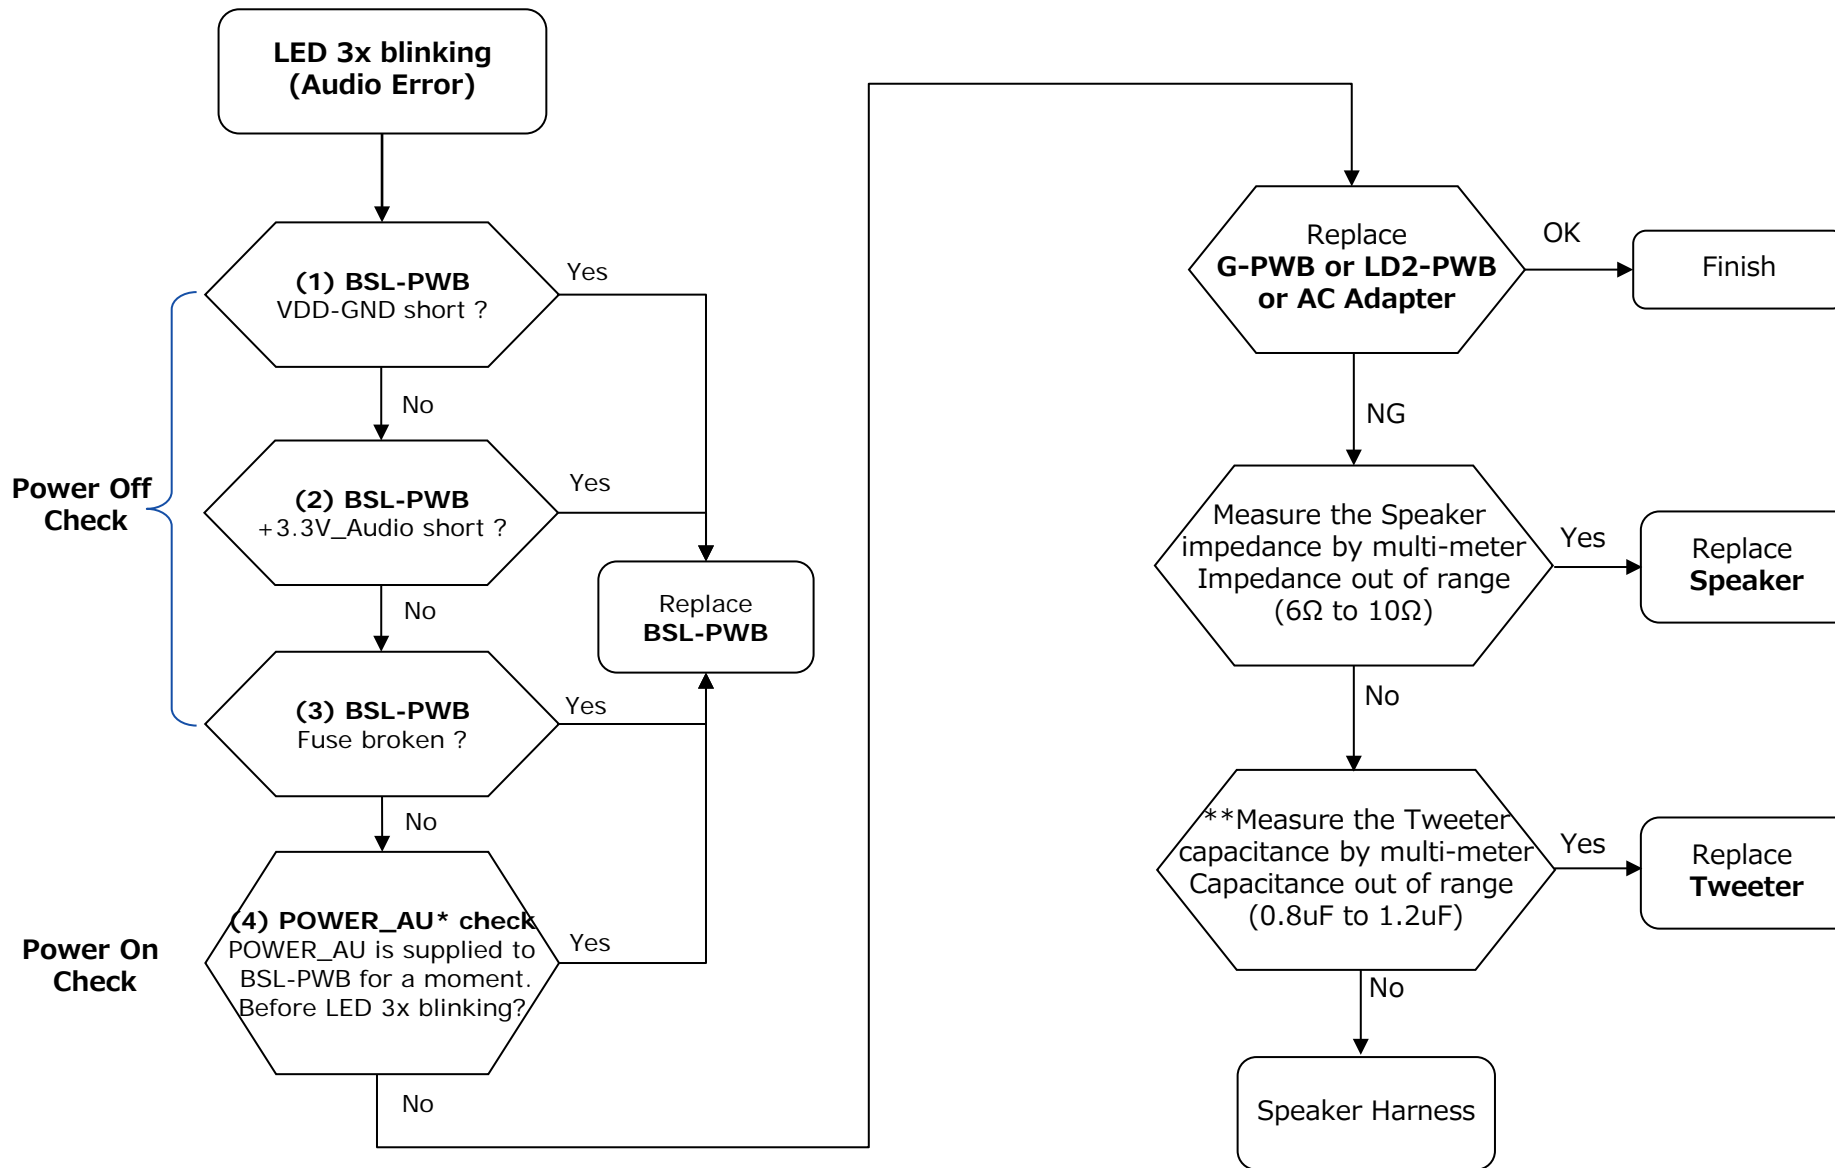 LED 3x blinking
(Audio Error)
(1) BSL-PWB
VDD-GND short ?
Yes
No
Power Off
Check
(2) BSL-PWB
+3.3V_Audio short ?
Yes
No
Replace
BSL-PWB
(3) BSL-PWB
Fuse broken ?
Yes
No
Power On
Check
(4) POWER_AU* check
POWER_AU is supplied to
BSL-PWB for a moment.
Before LED 3x blinking?
Yes
No
Replace
G-PWB or LD2-PWB
or AC Adapter
OK
Finish
NG
Measure the Speaker
impedance by multi-meter
Impedance out of range
(6Ω to 10Ω)
Yes
Replace
Speaker
No
**Measure the Tweeter
capacitance by multi-meter
Capacitance out of range
(0.8uF to 1.2uF)
Yes
Replace
Tweeter
No
Speaker Harness